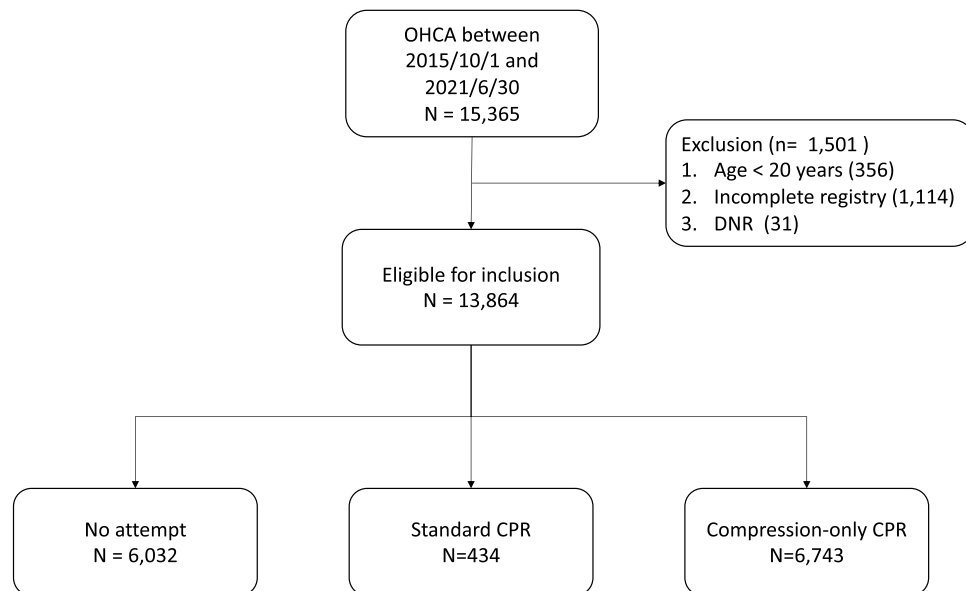 OHCA between
2015/10/1 and
2021/6/30
N = 15,365
Exclusion (n= 1,501 )
1. Age < 20 years (356)
2. Incomplete registry (1,114)
3. DNR (31)
Eligible for inclusion
N = 13,864
No attempt
N = 6,032
Standard CPR
N=434
Compression-only CPR
N=6,743